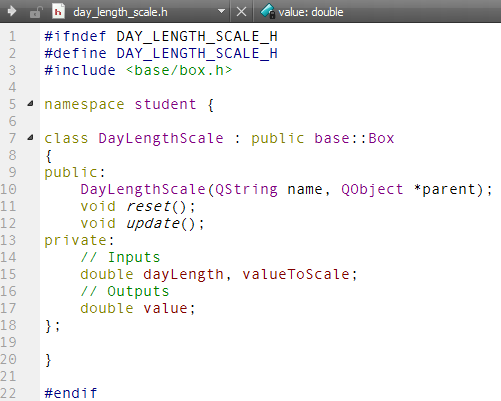 day_length_scale.h value: double
1 #ifndef DAY_LENGTH_SCALE_H
2 #define DAY_LENGTH_SCALE_H
3 #include <base/box.h>
4
5 namespace student {
6
7 class DayLengthScale : public base::Box
8 {
9 public:
10     DayLengthScale(QString name, QObject *parent);
11     void reset();
12     void update();
13 private:
14     // Inputs
15     double dayLength, valueToScale;
16     // Outputs
17     double value;
18 };
19
20 }
21
22 #endif